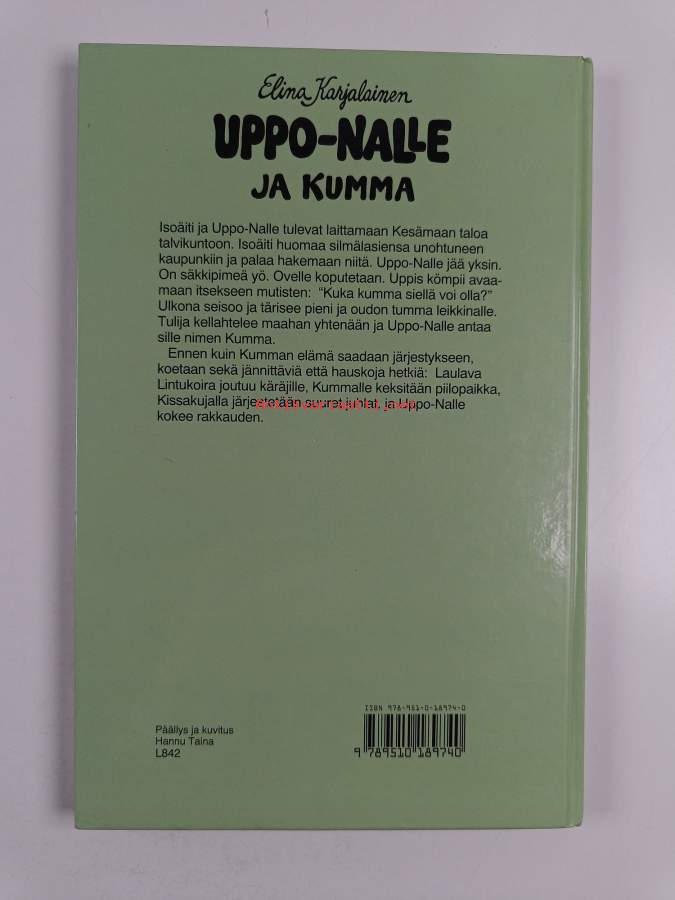 Elina Karjalainen
UPPO-NALLE
JA KUMMA
Isoäiti ja Uppo-Nalle tulevat laittamaan Kesämaan taloa
talvikuntoon. Isoäiti huomaa silmälasiensa unohtuneen
kaupunkiin ja palaa hakemaan niitä. Uppo-Nalle jää yksin.
On säkkipimeä yö. Ovelle koputetaan. Uppis kömpii avaa-
maan itsekseen mutisten: “Kuka kumma siellä voi olla?”
Ulkona seisoo ja tärisee pieni ja oudon tumma leikkinalle.
Tulija kellahtelee maahan yhtenään ja Uppo-Nalle antaa
sille nimen Kumma.
Ennen kuin Kumman elämä saadaan järjestykseen,
koetaan sekä jännittäviä että hauskoja hetkiä: Laulava
Lintukoira joutuu käräjille, Kummalle keksitään piilopaikka,
Kissakujalla järjestetään suuret juhlat, ja Uppo-Nalle
kokee rakkauden.
ISBN 978-951-0-18974-0
Päällys ja kuvitus
Hannu Taina
L842
9 789510 189740